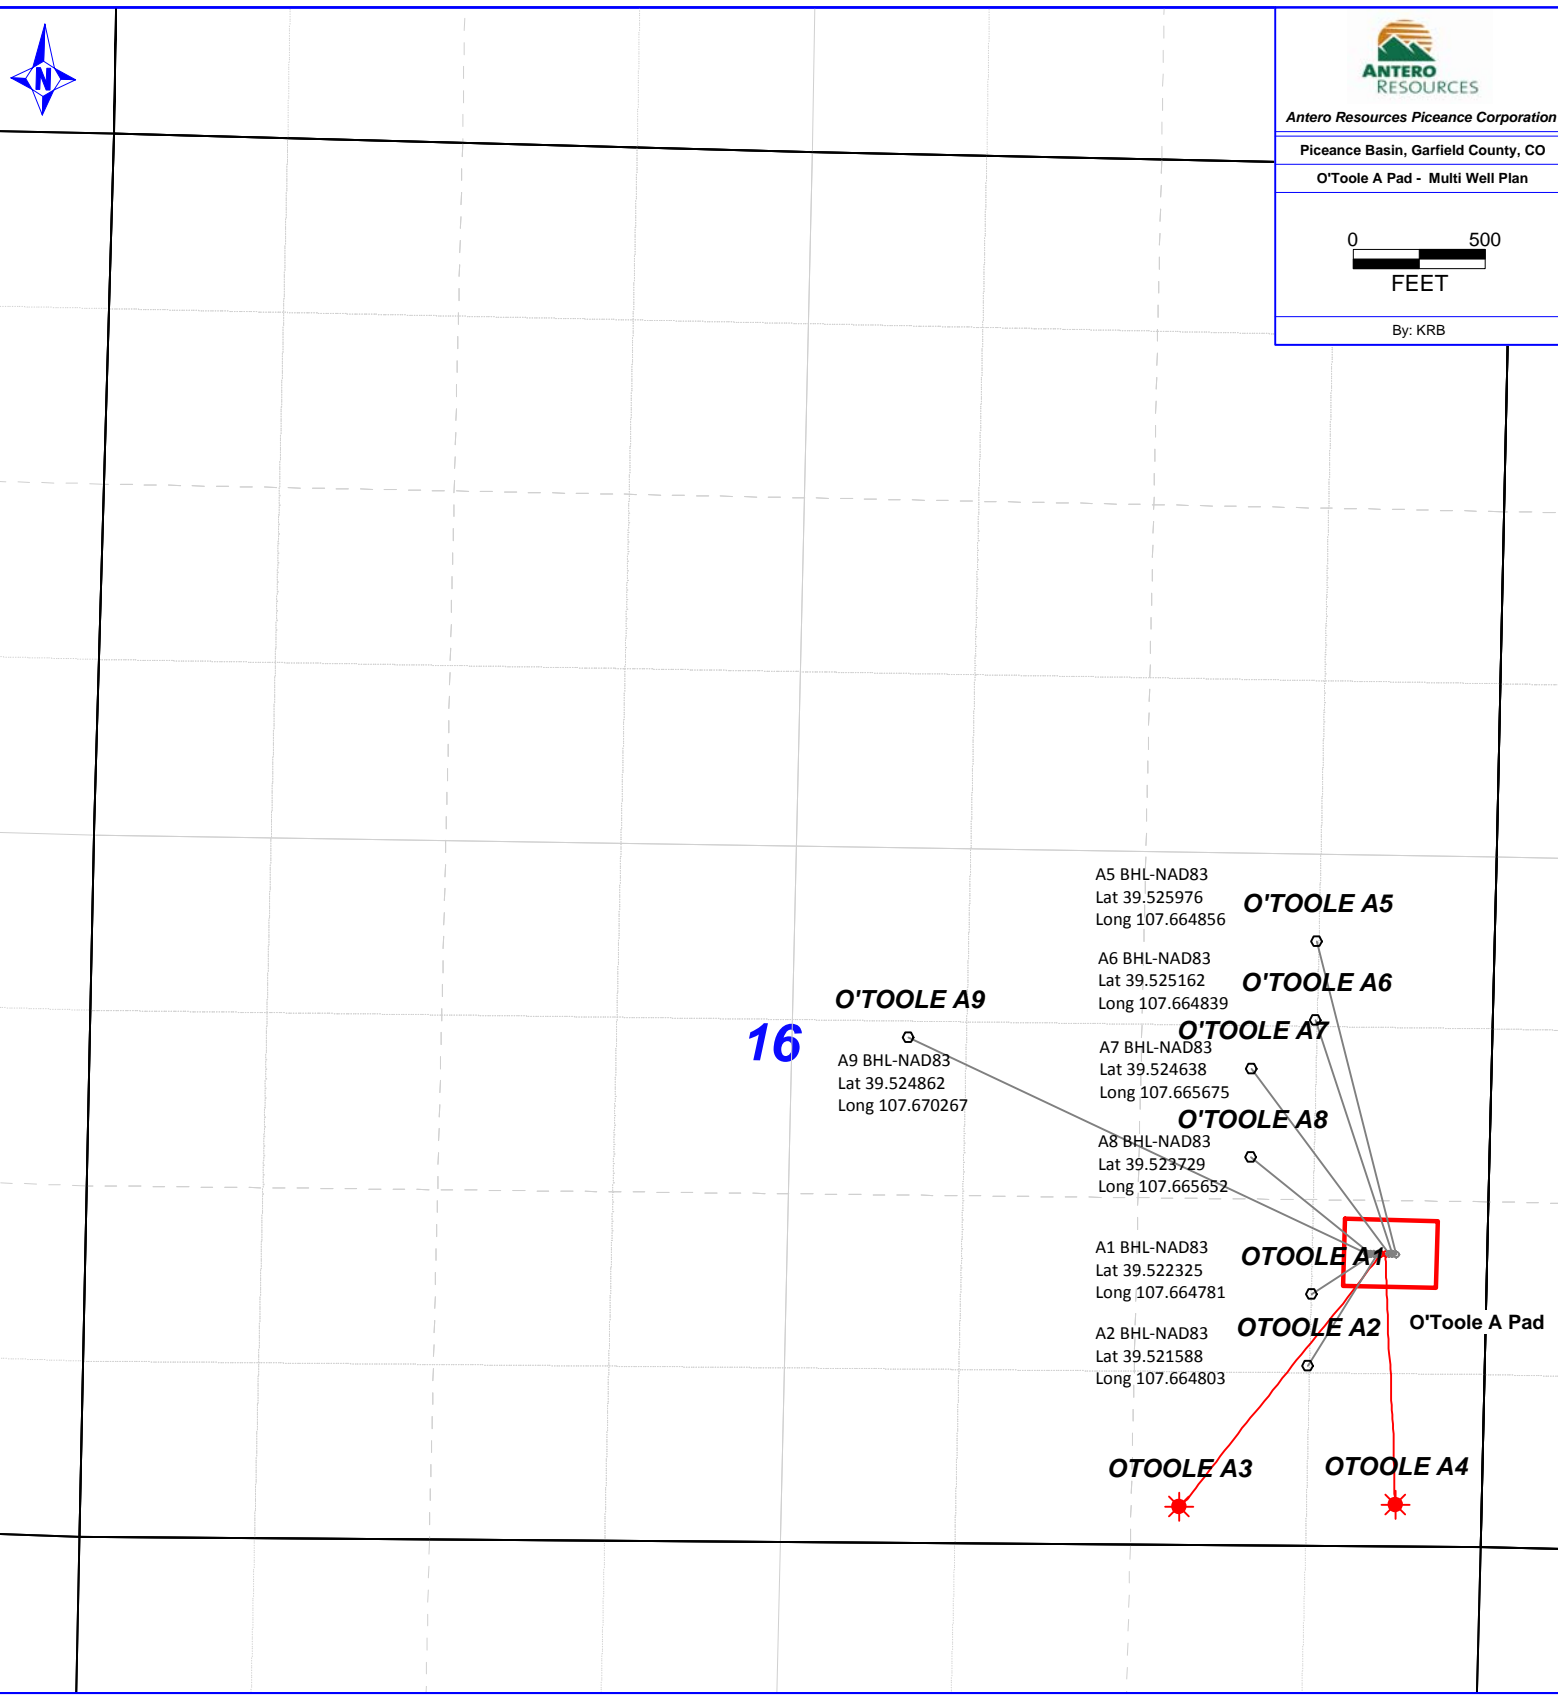 N
ANTERO
RESOURCES
Antero Resources Piceance Corporation
Piceance Basin, Garfield County, CO
O'Toole A Pad - Multi Well Plan
0 500
FEET
By: KRB
A5 BHL-NAD83
Lat 39.525976
Long 107.664856
O'TOOLE A5
A6 BHL-NAD83
Lat 39.525162
Long 107.664839
O'TOOLE A6
O'TOOLE A9
16
A9 BHL-NAD83
Lat 39.524862
Long 107.670267
O'TOOLE A7
A7 BHL-NAD83
Lat 39.524638
Long 107.665675
O'TOOLE A8
A8 BHL-NAD83
Lat 39.523729
Long 107.665652
A1 BHL-NAD83
Lat 39.522325
Long 107.664781
OTOOLE A1
A2 BHL-NAD83
Lat 39.521588
Long 107.664803
OTOOLE A2
O'Toole A Pad
OTOOLE A3
OTOOLE A4